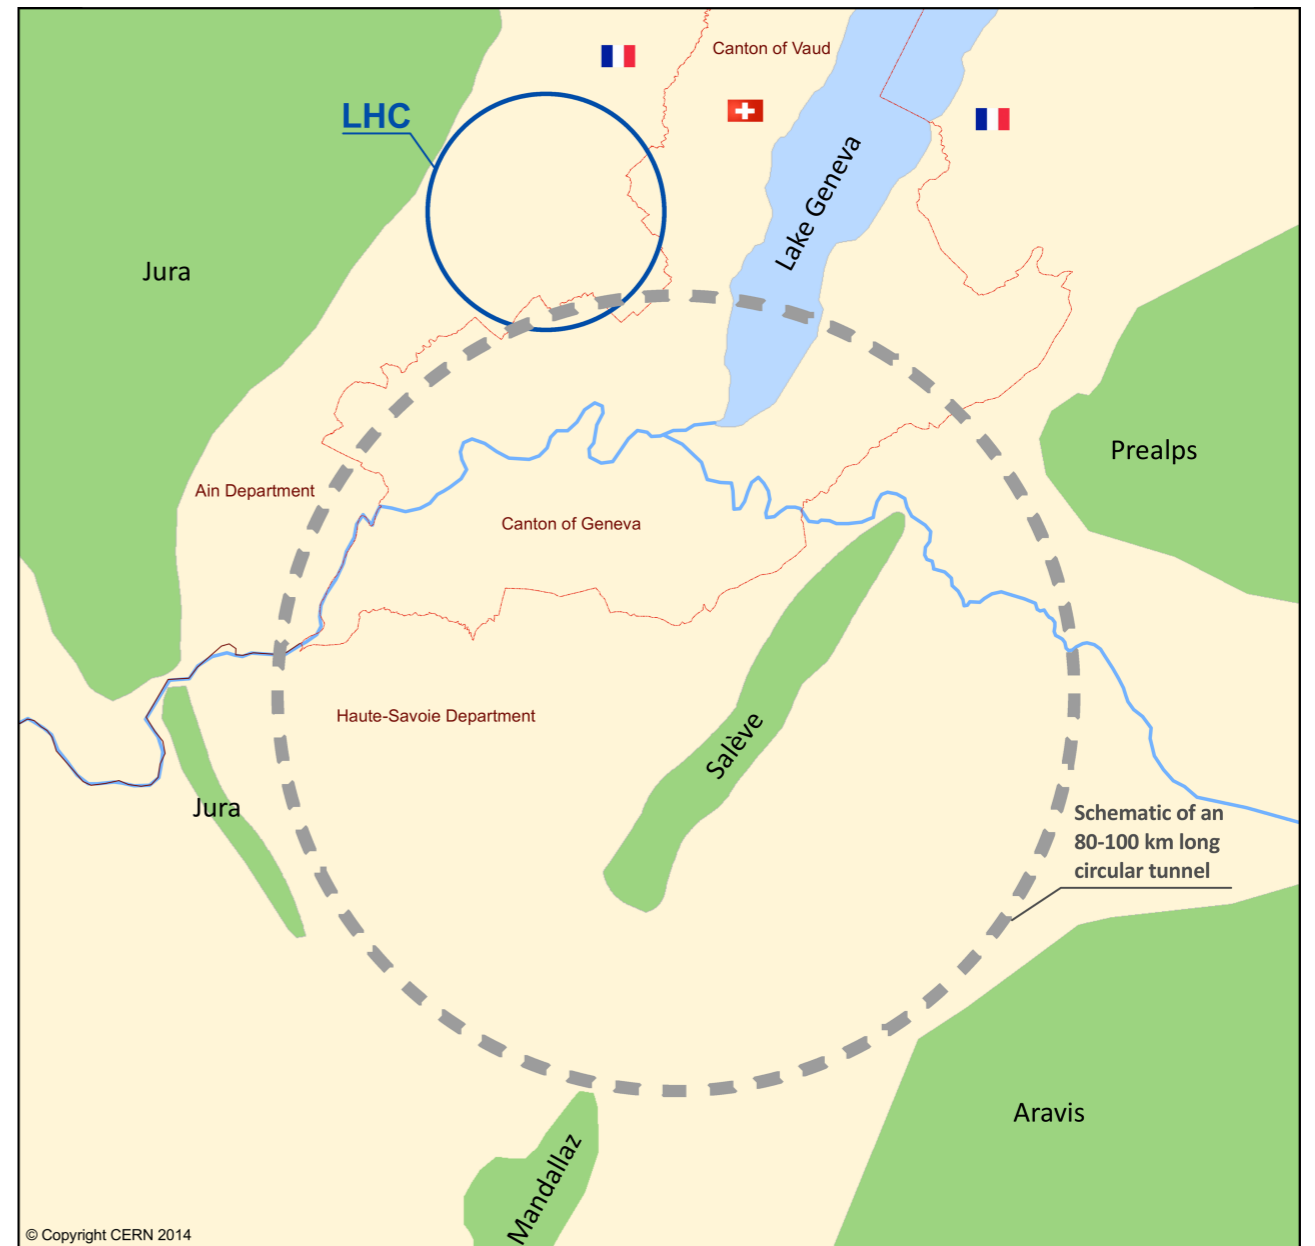 Canton of Vaud
LHC
Lake Geneva
Jura
Prealps
Ain Department
Canton of Geneva
Haute-Savoie Department
Salève
Jura
Schematic of an
80-100 km long
circular tunnel
Aravis
Mandallaz
© Copyright CERN 2014